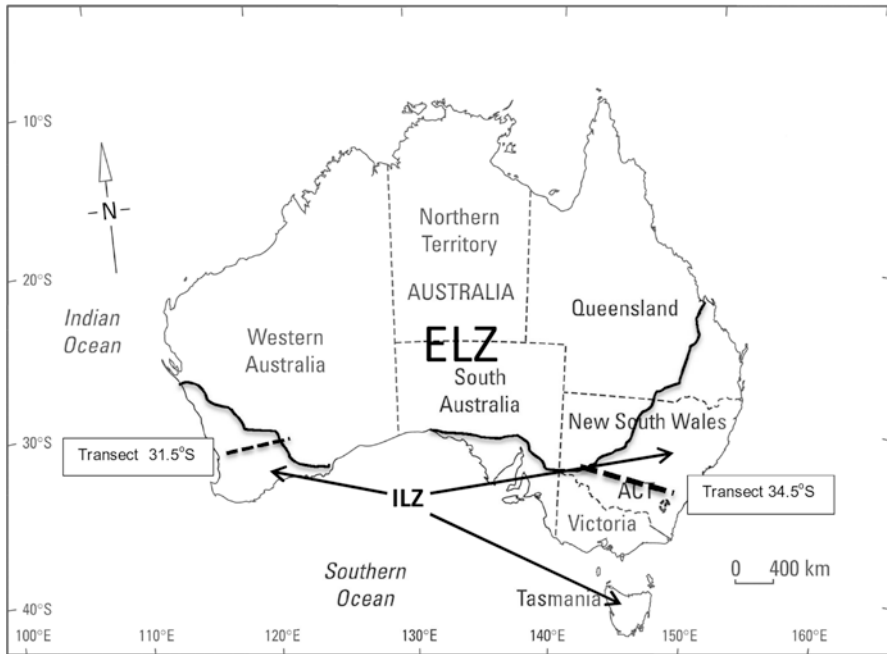 10°S
Northern
Territory
N
20°S
AUSTRALIA
Queensland
Indian
Ocean
Western
Australia
ELZ
South
Australia
New South Wales
30°S
Transect 31.5°S
ILZ
ACT
Transect 34.5°S
Victoria
0 400 km
Southern
Ocean
Tasmania
40°S
100°E 110°E 120°E 130°E 140°E 150°E 160°E